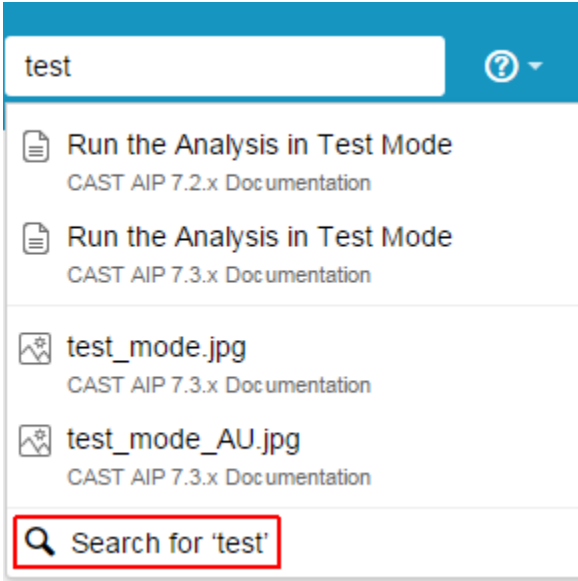 test
Run the Analysis in Test Mode
CAST AIP 7.2.x Documentation
Run the Analysis in Test Mode
CAST AIP 7.3.x Documentation
test_mode.jpg
CAST AIP 7.3.x Documentation
test_mode_AU.jpg
CAST AIP 7.3.x Documentation
Search for ‘test’